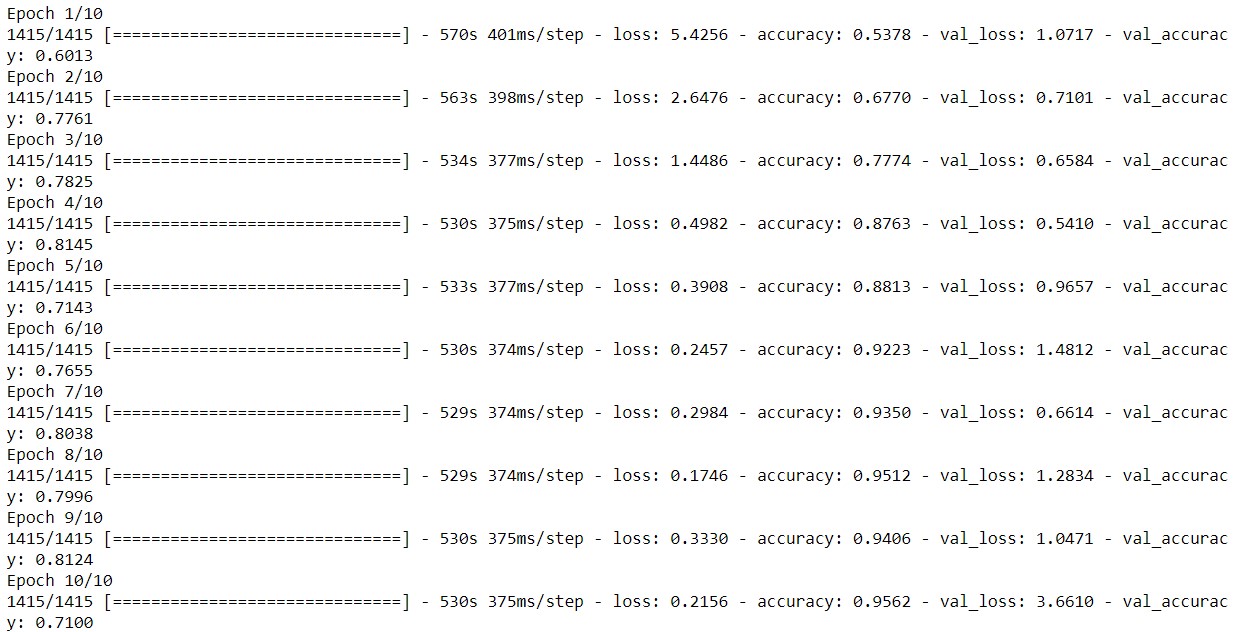 Epoch 1/10
1415/1415 [==============================] - 570s 401ms/step - loss: 5.4256 - accuracy: 0.5378 - val_loss: 1.0717 - val_accurac
y: 0.6013
Epoch 2/10
1415/1415 [==============================] - 563s 398ms/step - loss: 2.6476 - accuracy: 0.6770 - val_loss: 0.7101 - val_accurac
y: 0.7761
Epoch 3/10
1415/1415 [==============================] - 534s 377ms/step - loss: 1.4486 - accuracy: 0.7774 - val_loss: 0.6584 - val_accurac
y: 0.7825
Epoch 4/10
1415/1415 [==============================] - 530s 375ms/step - loss: 0.4982 - accuracy: 0.8763 - val_loss: 0.5410 - val_accurac
y: 0.8145
Epoch 5/10
1415/1415 [==============================] - 533s 377ms/step - loss: 0.3908 - accuracy: 0.8813 - val_loss: 0.9657 - val_accurac
y: 0.7143
Epoch 6/10
1415/1415 [==============================] - 530s 374ms/step - loss: 0.2457 - accuracy: 0.9223 - val_loss: 1.4812 - val_accurac
y: 0.7655
Epoch 7/10
1415/1415 [==============================] - 529s 374ms/step - loss: 0.2984 - accuracy: 0.9350 - val_loss: 0.6614 - val_accurac
y: 0.8038
Epoch 8/10
1415/1415 [==============================] - 529s 374ms/step - loss: 0.1746 - accuracy: 0.9512 - val_loss: 1.2834 - val_accurac
y: 0.7996
Epoch 9/10
1415/1415 [==============================] - 530s 375ms/step - loss: 0.3330 - accuracy: 0.9406 - val_loss: 1.0471 - val_accurac
y: 0.8124
Epoch 10/10
1415/1415 [==============================] - 530s 375ms/step - loss: 0.2156 - accuracy: 0.9562 - val_loss: 3.6610 - val_accurac
y: 0.7100